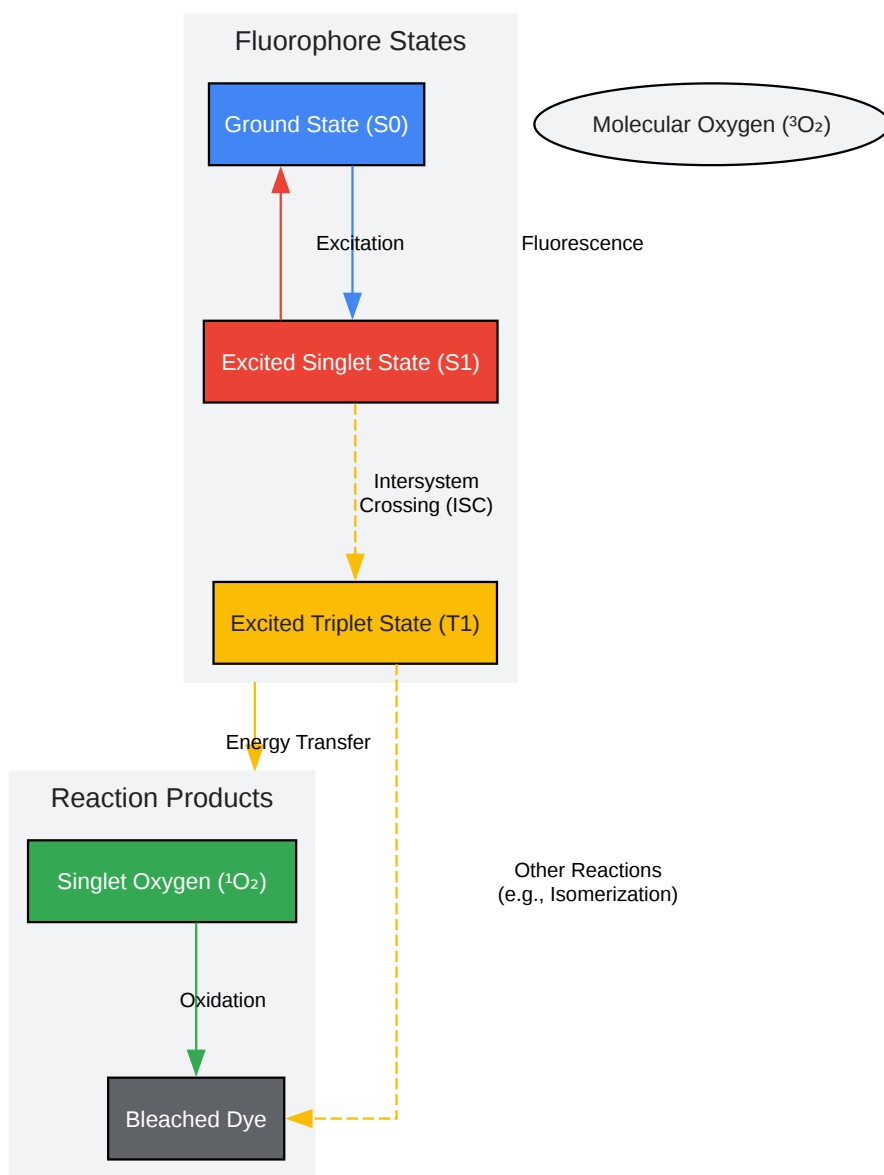 Fluorophore States
Ground State (S0)
Molecular Oxygen (³O₂)
Excitation
Fluorescence
Excited Singlet State (S1)
Intersystem
Crossing (ISC)
Excited Triplet State (T1)
Energy Transfer
Reaction Products
Singlet Oxygen (¹O₂)
Other Reactions
(e.g., Isomerization)
Oxidation
Bleached Dye